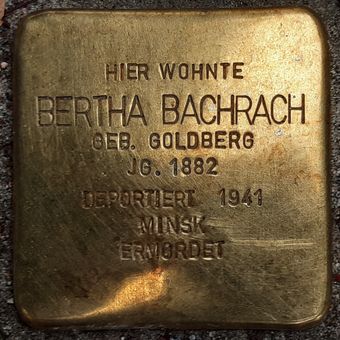 HIER WOHNTE
BERTHA BACHRACH
GEB. GOLDBERG
JG. 1882
DEPORTIERT 1941
MINSK
ERMORDET